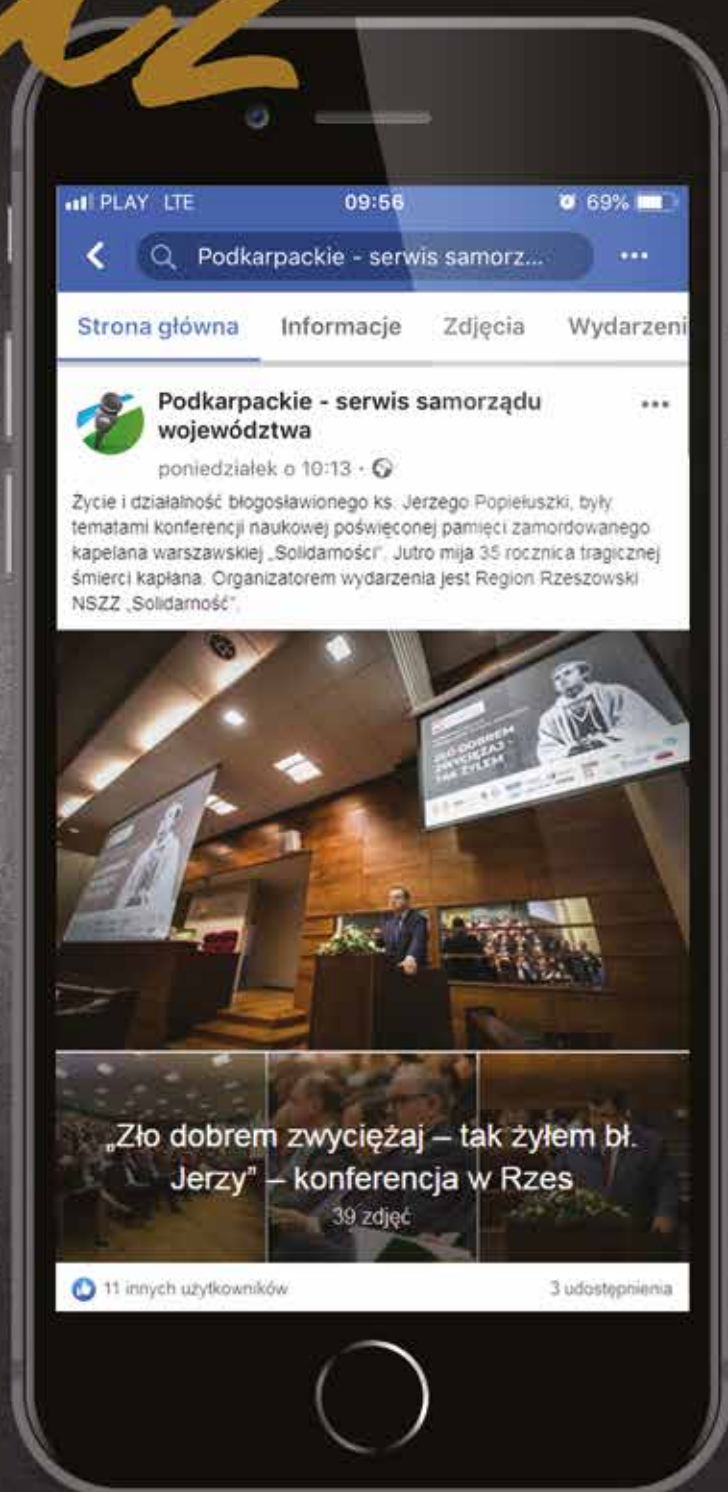 PLAY LTE 09:56 69%
Podkarpackie - serwis samorz...
Strona główna Informacje Zdjęcia Wydarzeni
Podkarpackie - serwis samorządu
województwa
poniedziałek o 10:13
Życie i działalność błogosławionego ks. Jerzego Popiełuszki, były
tematami konferencji naukowej poświęconej pamięci zamordowanego
kapelana warszawskiej „Solidarności”. Jutro mija 35 rocznica tragicznej
śmierci kapłana. Organizatorem wydarzenia jest Region Rzeszowski
NSZZ „Solidarność”.
ZŁO DOBREM
ZWYCIĘŻAJ -
TAK ŻYŁEM
„Zło dobrem zwyciężaj – tak żyłem bł.
Jerzy” – konferencja w Rzes
39 zdjęć
11 innych użytkowników 3 udostępnienia